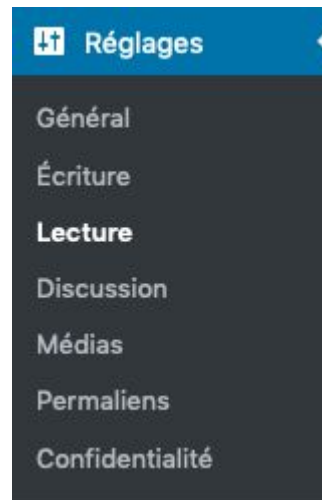 Réglages
Général
Écriture
Lecture
Discussion
Médias
Permaliens
Confidentialité